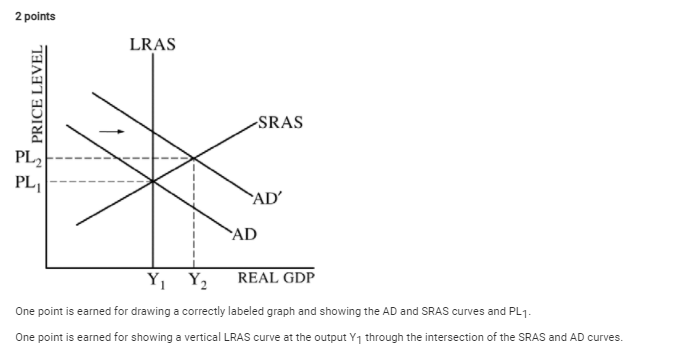 2 points
LRAS
PRICE LEVEL
SRAS
PL₂
PL₁
AD′
AD
Y₁ Y₂ REAL GDP
One point is earned for drawing a correctly labeled graph and showing the AD and SRAS curves and PL₁.
One point is earned for showing a vertical LRAS curve at the output Y₁ through the intersection of the SRAS and AD curves.